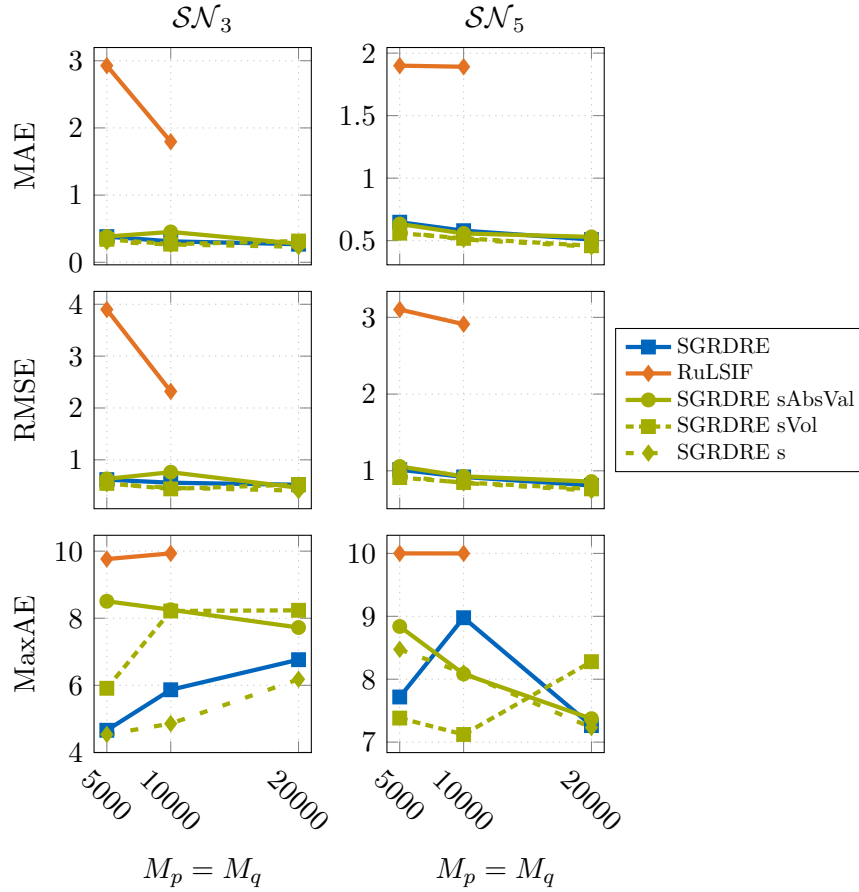 𝒮𝒩₃ 𝒮𝒩₅
MAE
3
2
1
0
2
1.5
1
0.5
RMSE
4
3
2
1
3
2
1
SGRDRE
RuLSIF
SGRDRE sAbsVal
SGRDRE sVol
SGRDRE s
MaxAE
10
8
6
4
10
9
8
7
5000 10000 20000
5000 10000 20000
M_p = M_q M_p = M_q